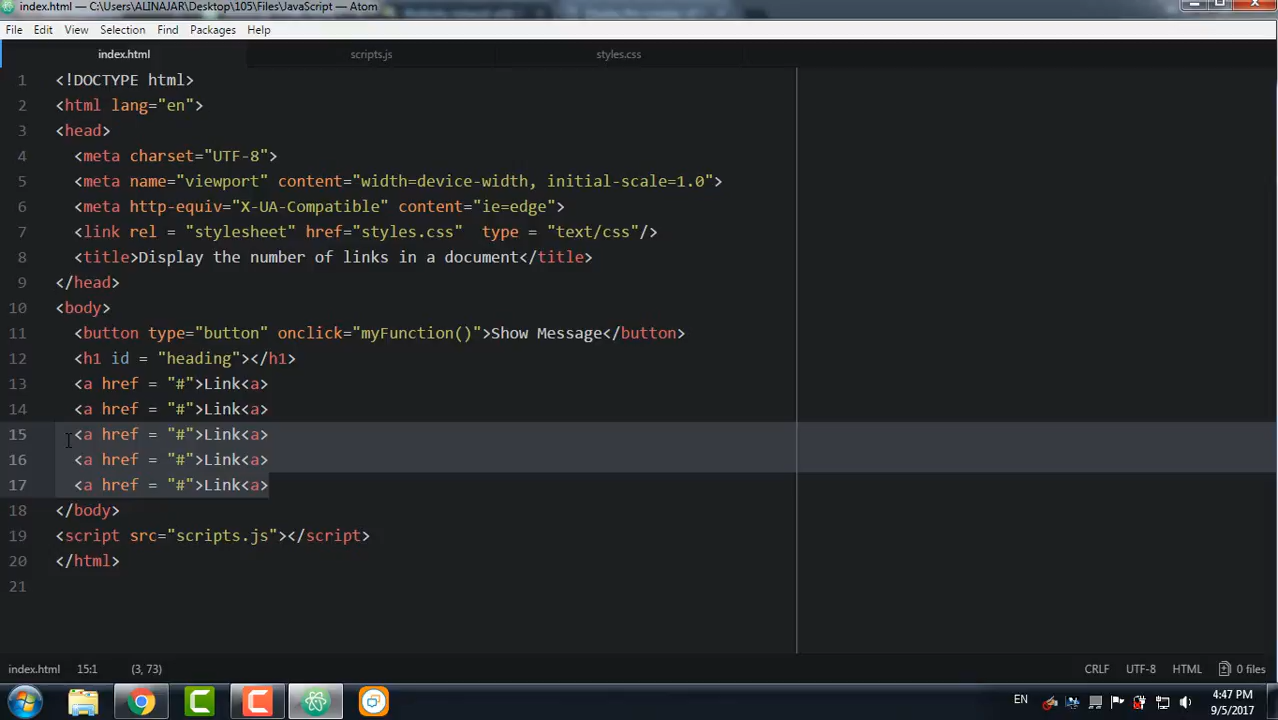 index.html — C:\Users\ALINAJAR\Desktop\105\Files\JavaScript — Atom
File Edit View Selection Find Packages Help
index.html scripts.js styles.css
1 <!DOCTYPE html>
2 <html lang="en">
3 <head>
4 <meta charset="UTF-8">
5 <meta name="viewport" content="width=device-width, initial-scale=1.0">
6 <meta http-equiv="X-UA-Compatible" content="ie=edge">
7 <link rel = "stylesheet" href="styles.css"  type = "text/css"/>
8 <title>Display the number of links in a document</title>
9 </head>
10 <body>
11 <button type="button" onclick="myFunction()">Show Message</button>
12 <h1 id = "heading"></h1>
13 <a href = "#">Link<a>
14 <a href = "#">Link<a>
15 <a href = "#">Link<a>
16 <a href = "#">Link<a>
17 <a href = "#">Link<a>
18 </body>
19 <script src="scripts.js"></script>
20 </html>
21
index.html 15:1 (3, 73) CRLF UTF-8 HTML 0 files
EN 4:47 PM
9/5/2017